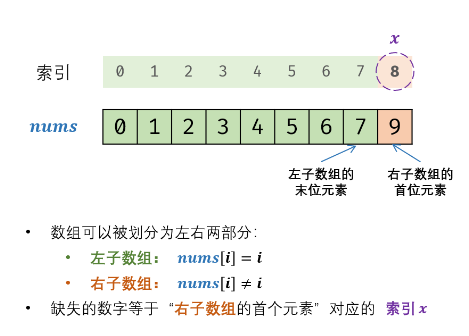 x
索引 0 1 2 3 4 5 6 7 8
nums 0 1 2 3 4 5 6 7 9
左子数组的 右子数组的
末位元素 首位元素
• 数组可以被划分为左右两部分：
• 左子数组： nums[i] = i
• 右子数组： nums[i] ≠ i
• 缺失的数字等于 “右子数组的首个元素” 对应的 索引 x